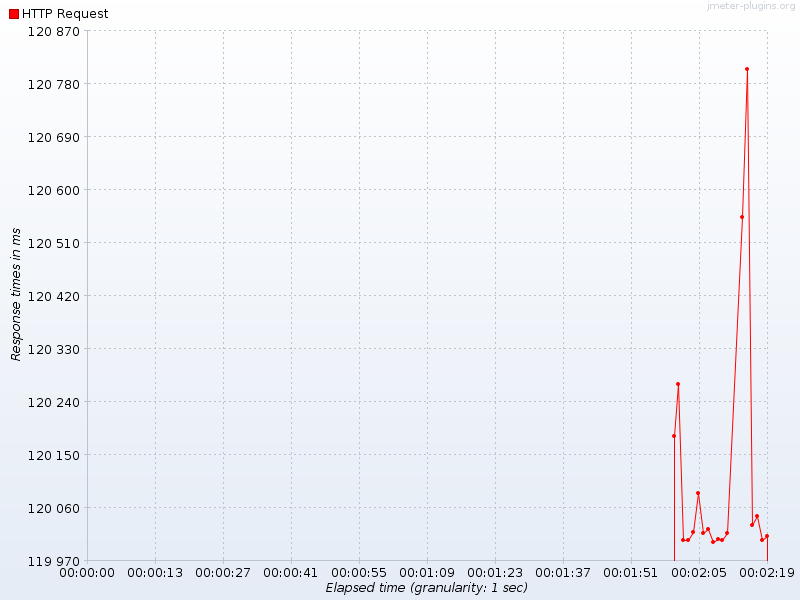 jmeter-plugins.org
HTTP Request
120 870
120 780
120 690
120 600
120 510
120 420
120 330
120 240
120 150
120 060
119 970
Response times in ms
00:00:00 00:00:13 00:00:27 00:00:41 00:00:55 00:01:09 00:01:23 00:01:37 00:01:51 00:02:05 00:02:19
Elapsed time (granularity: 1 sec)